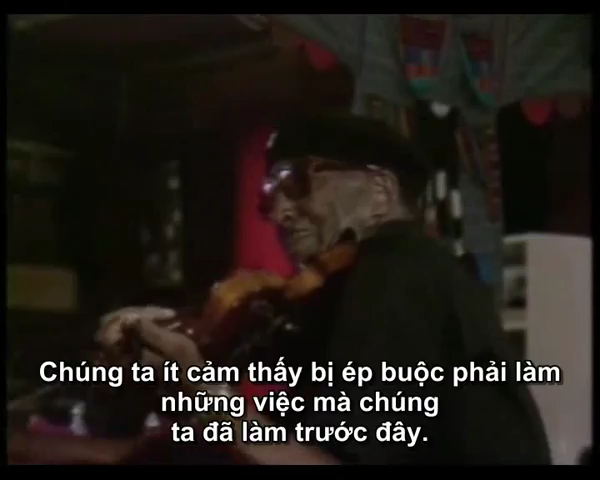 Chúng ta ít cảm thấy bị ép buộc phải làm
những việc mà chúng
ta đã làm trước đây.